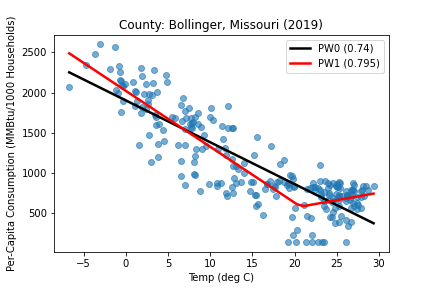 County: Bollinger, Missouri (2019)
PW0 (0.74)
PW1 (0.795)
Per-Capita Consumption (MMBtu/1000 Households)
2500
2000
1500
1000
500
−5
0
5
10
15
20
25
30
Temp (deg C)